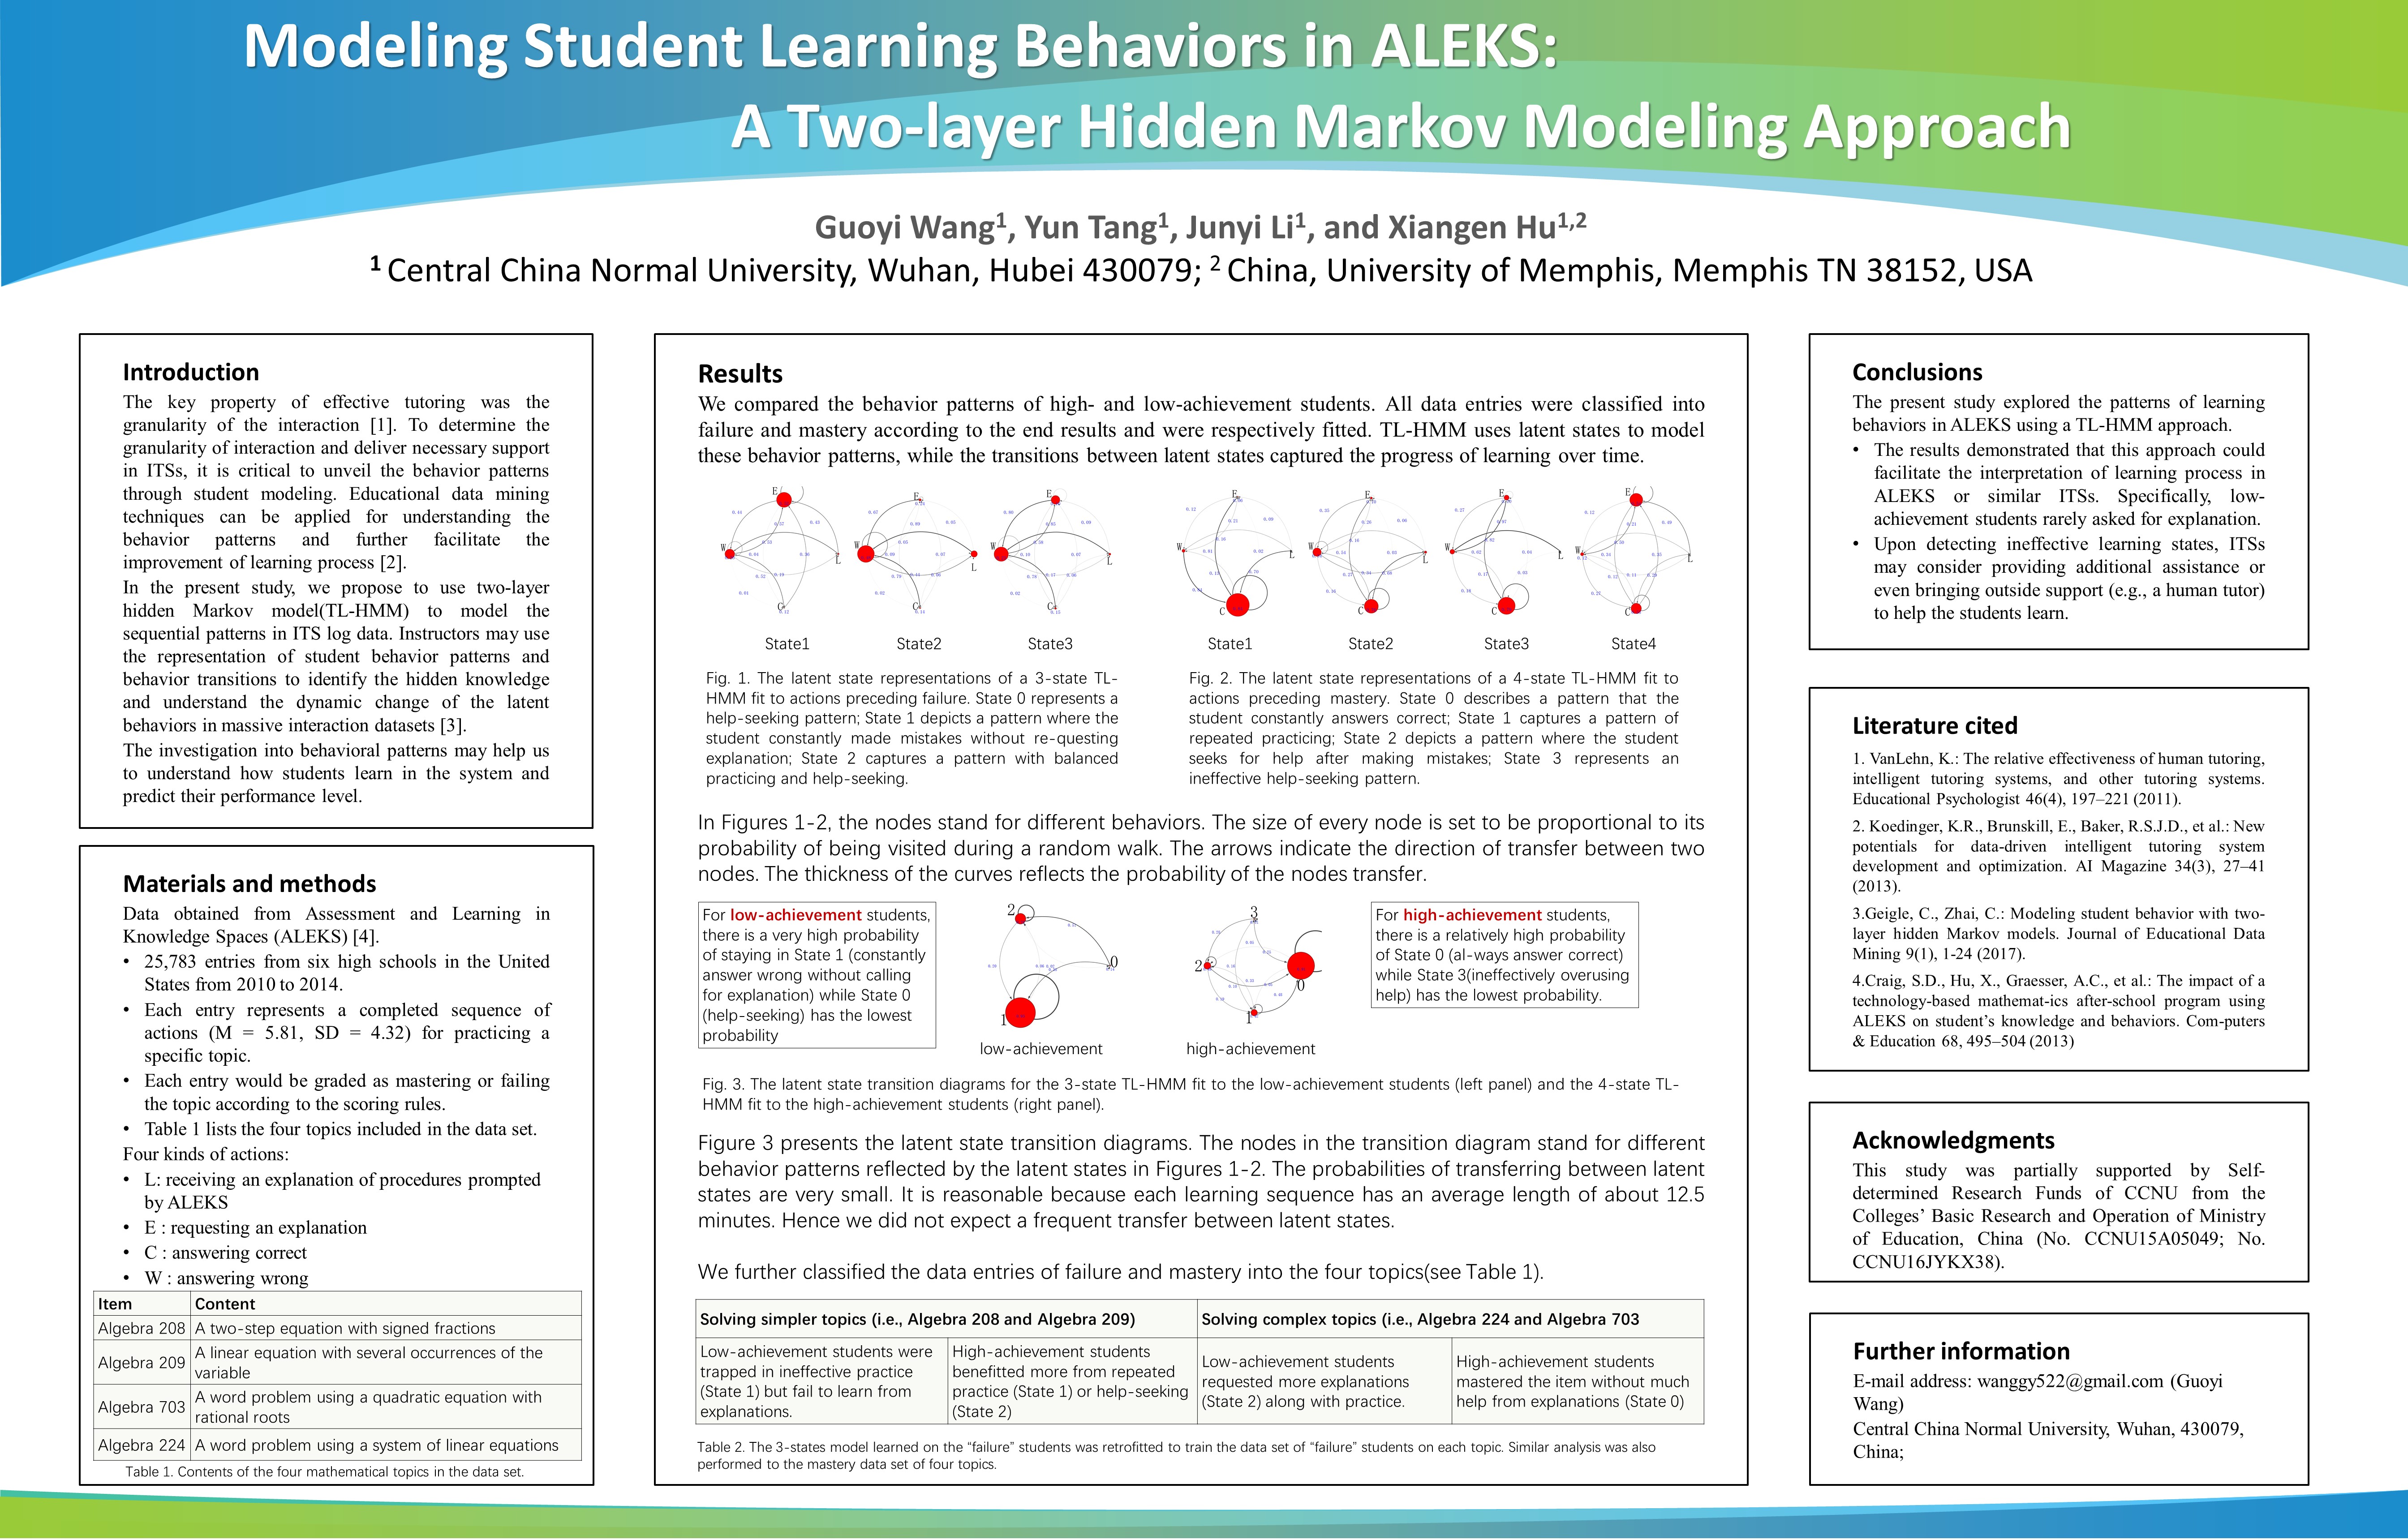 Modeling Student Learning Behaviors in ALEKS:
A Two-layer Hidden Markov Modeling Approach
Guoyi Wang1, Yun Tang1, Junyi Li1, and Xiangen Hu1,2
1 Central China Normal University, Wuhan, Hubei 430079; 2 China, University of Memphis, Memphis TN 38152, USA
Introduction
The key property of effective tutoring was the
granularity of the interaction [1]. To determine the
granularity of interaction and deliver necessary support
in ITSs, it is critical to unveil the behavior patterns
through student modeling. Educational data mining
techniques can be applied for understanding the
behavior patterns and further facilitate the
improvement of learning process [2].
In the present study, we propose to use two-layer
hidden Markov model(TL-HMM) to model the
sequential patterns in ITS log data. Instructors may use
the representation of student behavior patterns and
behavior transitions to identify the hidden knowledge
and understand the dynamic change of the latent
behaviors in massive interaction datasets [3].
The investigation into behavioral patterns may help us
to understand how students learn in the system and
predict their performance level.
Materials and methods
Data obtained from Assessment and Learning in
Knowledge Spaces (ALEKS) [4].
• 25,783 entries from six high schools in the United
States from 2010 to 2014.
• Each entry represents a completed sequence of
actions (M = 5.81, SD = 4.32) for practicing a
specific topic.
• Each entry would be graded as mastering or failing
the topic according to the scoring rules.
• Table 1 lists the four topics included in the data set.
Four kinds of actions:
• L: receiving an explanation of procedures prompted
by ALEKS
• E : requesting an explanation
• C : answering correct
• W : answering wrong
Item Content
Algebra 208 A two-step equation with signed fractions
Algebra 209 A linear equation with several occurrences of the
variable
Algebra 703 A word problem using a quadratic equation with
rational roots
Algebra 224 A word problem using a system of linear equations
Table 1. Contents of the four mathematical topics in the data set.
Results
We compared the behavior patterns of high- and low-achievement students. All data entries were classified into
failure and mastery according to the end results and were respectively fitted. TL-HMM uses latent states to model
these behavior patterns, while the transitions between latent states captured the progress of learning over time.
E E E E E E E
W L W L W L W L W L W L W L
C C C C C C C
State1 State2 State3 State1 State2 State3 State4
Fig. 1. The latent state representations of a 3-state TL-
HMM fit to actions preceding failure. State 0 represents a
help-seeking pattern; State 1 depicts a pattern where the
student constantly made mistakes without re-questing
explanation; State 2 captures a pattern with balanced
practicing and help-seeking.
Fig. 2. The latent state representations of a 4-state TL-HMM fit to
actions preceding mastery. State 0 describes a pattern that the
student constantly answers correct; State 1 captures a pattern of
repeated practicing; State 2 depicts a pattern where the student
seeks for help after making mistakes; State 3 represents an
ineffective help-seeking pattern.
In Figures 1-2, the nodes stand for different behaviors. The size of every node is set to be proportional to its
probability of being visited during a random walk. The arrows indicate the direction of transfer between two
nodes. The thickness of the curves reflects the probability of the nodes transfer.
For low-achievement students,
there is a very high probability
of staying in State 1 (constantly
answer wrong without calling
for explanation) while State 0
(help-seeking) has the lowest
probability
2
0
1
low-achievement
3
2
0
1
high-achievement
For high-achievement students,
there is a relatively high probability
of State 0 (al-ways answer correct)
while State 3(ineffectively overusing
help) has the lowest probability.
Fig. 3. The latent state transition diagrams for the 3-state TL-HMM fit to the low-achievement students (left panel) and the 4-state TL-
HMM fit to the high-achievement students (right panel).
Figure 3 presents the latent state transition diagrams. The nodes in the transition diagram stand for different
behavior patterns reflected by the latent states in Figures 1-2. The probabilities of transferring between latent
states are very small. It is reasonable because each learning sequence has an average length of about 12.5
minutes. Hence we did not expect a frequent transfer between latent states.
We further classified the data entries of failure and mastery into the four topics(see Table 1).
Solving simpler topics (i.e., Algebra 208 and Algebra 209) Solving complex topics (i.e., Algebra 224 and Algebra 703
Low-achievement students were
trapped in ineffective practice
(State 1) but fail to learn from
explanations.
High-achievement students
benefitted more from repeated
practice (State 1) or help-seeking
(State 2)
Low-achievement students
requested more explanations
(State 2) along with practice.
High-achievement students
mastered the item without much
help from explanations (State 0)
Table 2. The 3-states model learned on the “failure” students was retrofitted to train the data set of “failure” students on each topic. Similar analysis was also
performed to the mastery data set of four topics.
Conclusions
The present study explored the patterns of learning
behaviors in ALEKS using a TL-HMM approach.
• The results demonstrated that this approach could
facilitate the interpretation of learning process in
ALEKS or similar ITSs. Specifically, low-
achievement students rarely asked for explanation.
• Upon detecting ineffective learning states, ITSs
may consider providing additional assistance or
even bringing outside support (e.g., a human tutor)
to help the students learn.
Literature cited
1. VanLehn, K.: The relative effectiveness of human tutoring,
intelligent tutoring systems, and other tutoring systems.
Educational Psychologist 46(4), 197–221 (2011).
2. Koedinger, K.R., Brunskill, E., Baker, R.S.J.D., et al.: New
potentials for data-driven intelligent tutoring system
development and optimization. AI Magazine 34(3), 27–41
(2013).
3.Geigle, C., Zhai, C.: Modeling student behavior with two-
layer hidden Markov models. Journal of Educational Data
Mining 9(1), 1-24 (2017).
4.Craig, S.D., Hu, X., Graesser, A.C., et al.: The impact of a
technology-based mathemat-ics after-school program using
ALEKS on student’s knowledge and behaviors. Com-puters
& Education 68, 495–504 (2013)
Acknowledgments
This study was partially supported by Self-
determined Research Funds of CCNU from the
Colleges’ Basic Research and Operation of Ministry
of Education, China (No. CCNU15A05049; No.
CCNU16JYKX38).
Further information
E-mail address: wanggy522@gmail.com (Guoyi
Wang)
Central China Normal University, Wuhan, 430079,
China;